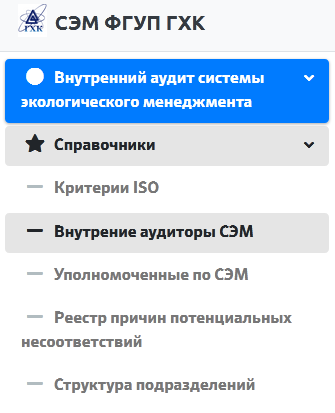 ГХК
СЭМ ФГУП ГХК
Внутренний аудит системы
экологического менеджмента
Справочники
Критерии ISO
Внутрение аудиторы СЭМ
Уполномоченные по СЭМ
Реестр причин потенциальных
несоответствий
Структура подразделений